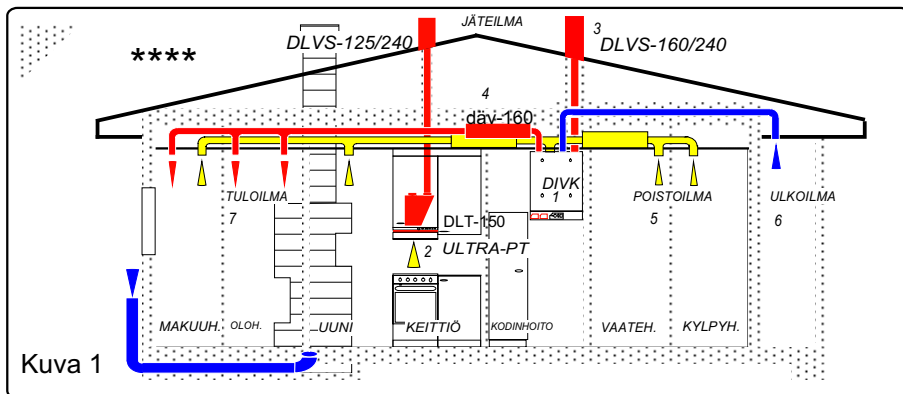 JÄTEILMA
****
DLVS-125/240
3
DLVS-160/240
4
däv-160
TULOILMA
7
DIVK
1
POISTOILMA
5
ULKOILMA
6
DLT-150
2
ULTRA-PT
MAKUUH.
OLOH.
UUNI
KEITTIÖ
KODINHOITO
VAATEH.
KYLPYH.
Kuva 1